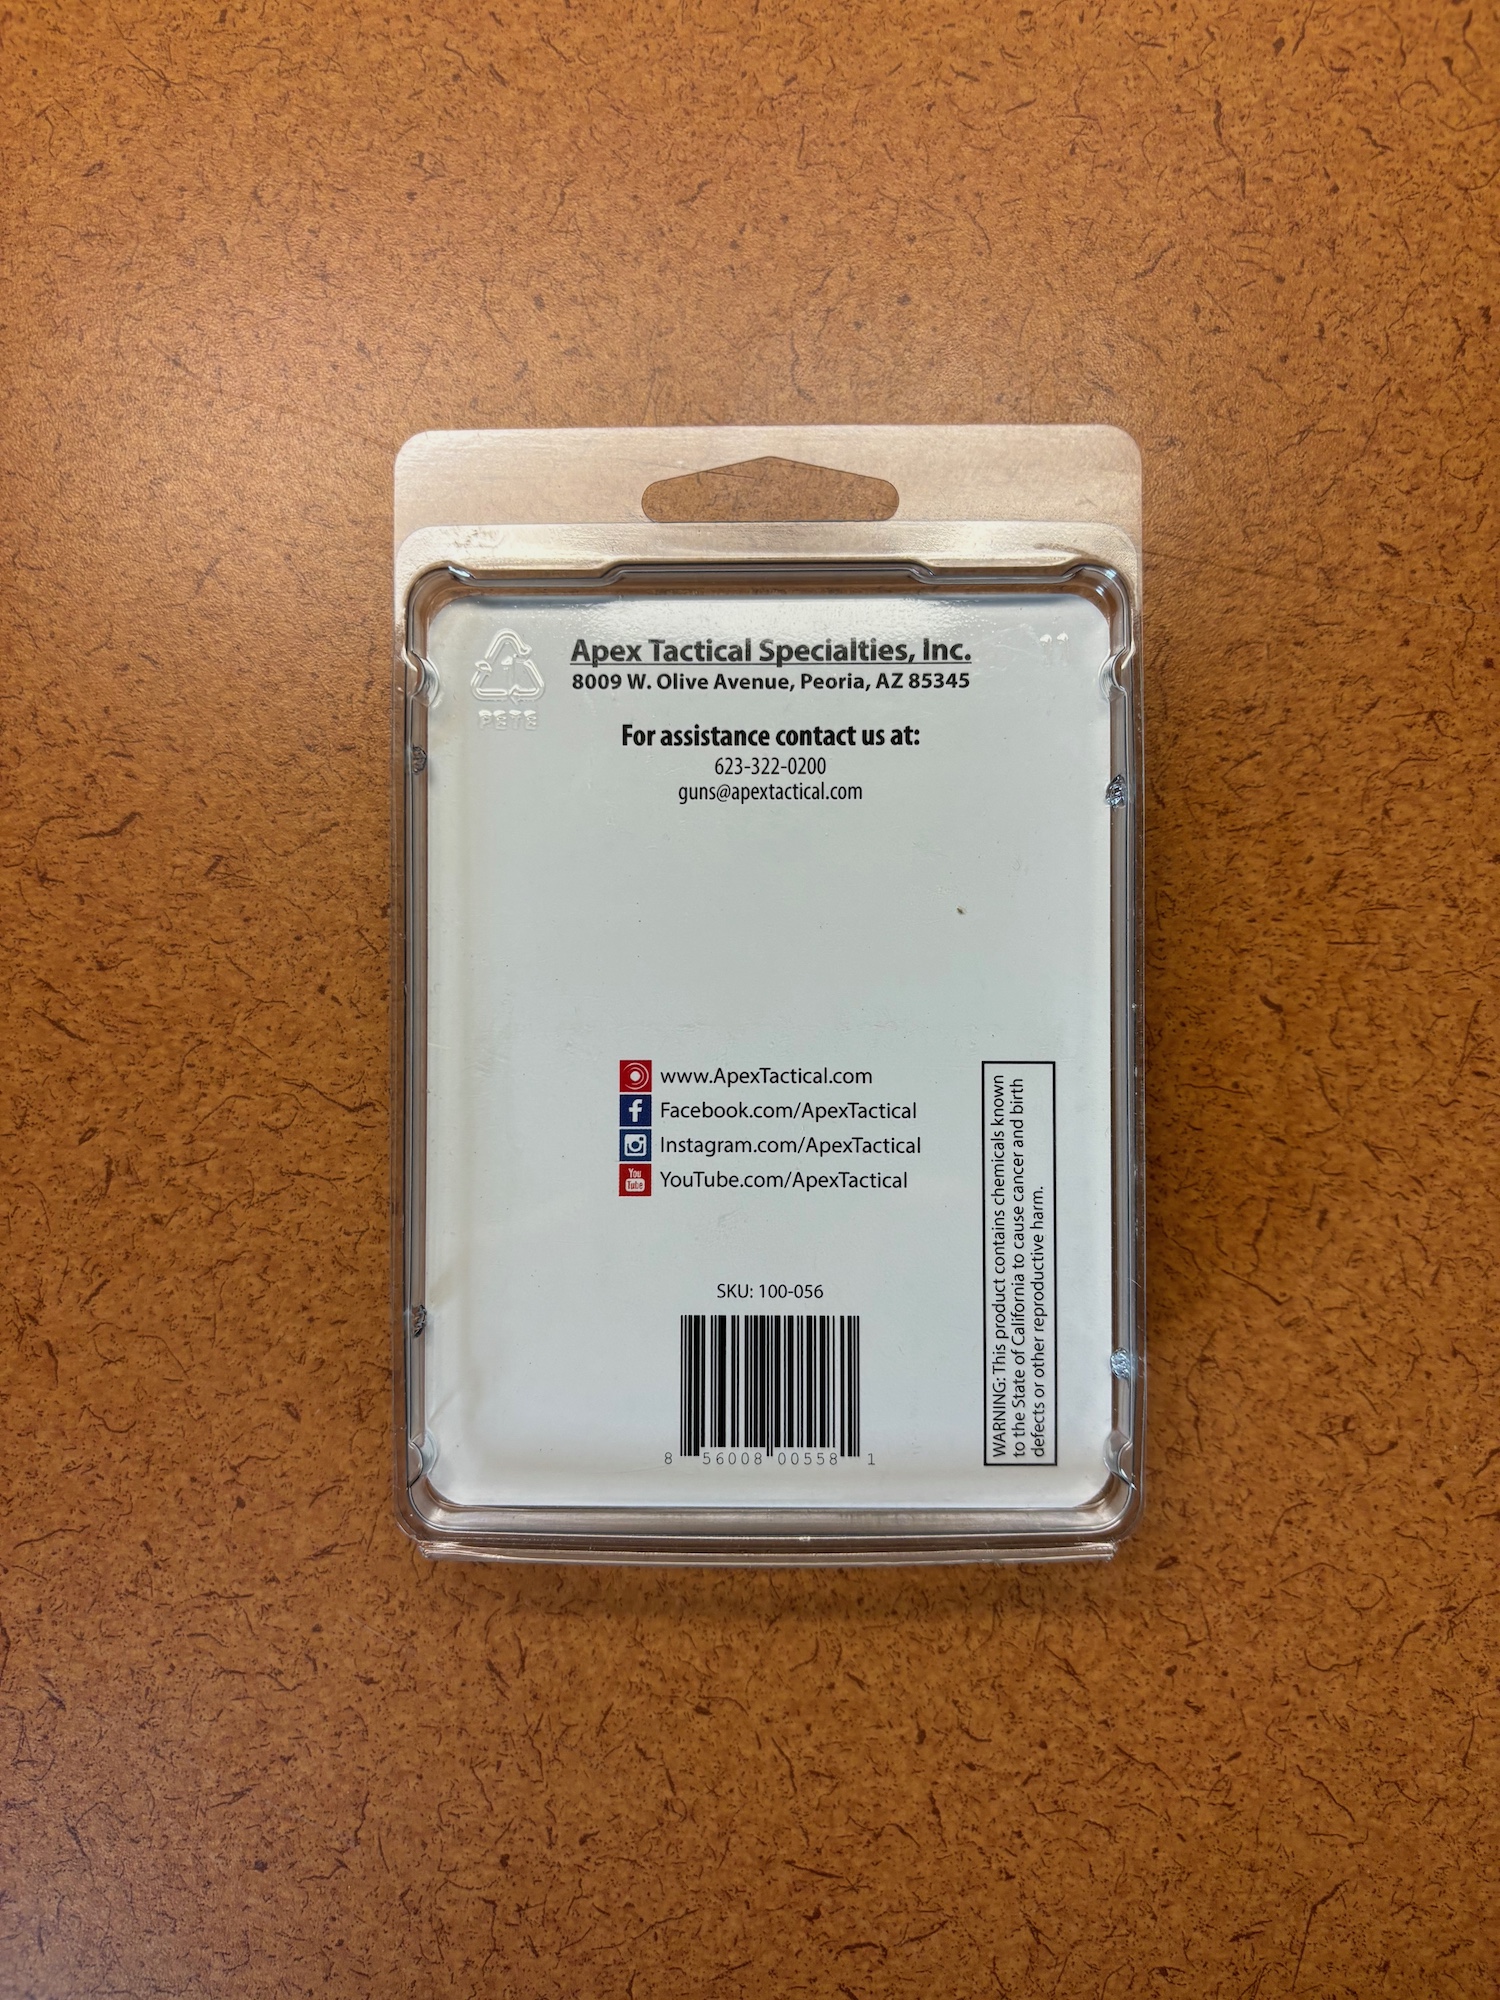 Apex Tactical Specialties, Inc.
8009 W. Olive Avenue, Peoria, AZ 85345
11
PETE
For assistance contact us at:
623-322-0200
guns@apextactical.com
www.ApexTactical.com
Facebook.com/ApexTactical
Instagram.com/ApexTactical
You
Tube
YouTube.com/ApexTactical
WARNING: This product contains chemicals known
to the State of California to cause cancer and birth
defects or other reproductive harm.
SKU: 100-056
8 56008 00558 1